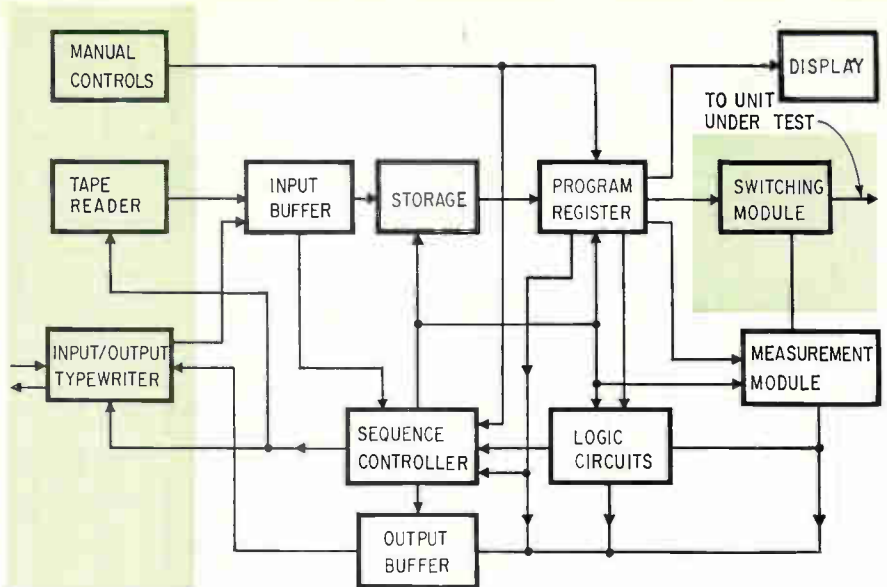 MANUAL
CONTROLS
DISPLAY
TO UNIT
UNDER TEST
TAPE
READER
INPUT
BUFFER
STORAGE
PROGRAM
REGISTER
SWITCHING
MODULE
INPUT/OUTPUT
TYPEWRITER
MEASUREMENT
MODULE
SEQUENCE
CONTROLLER
LOGIC
CIRCUITS
OUTPUT
BUFFER